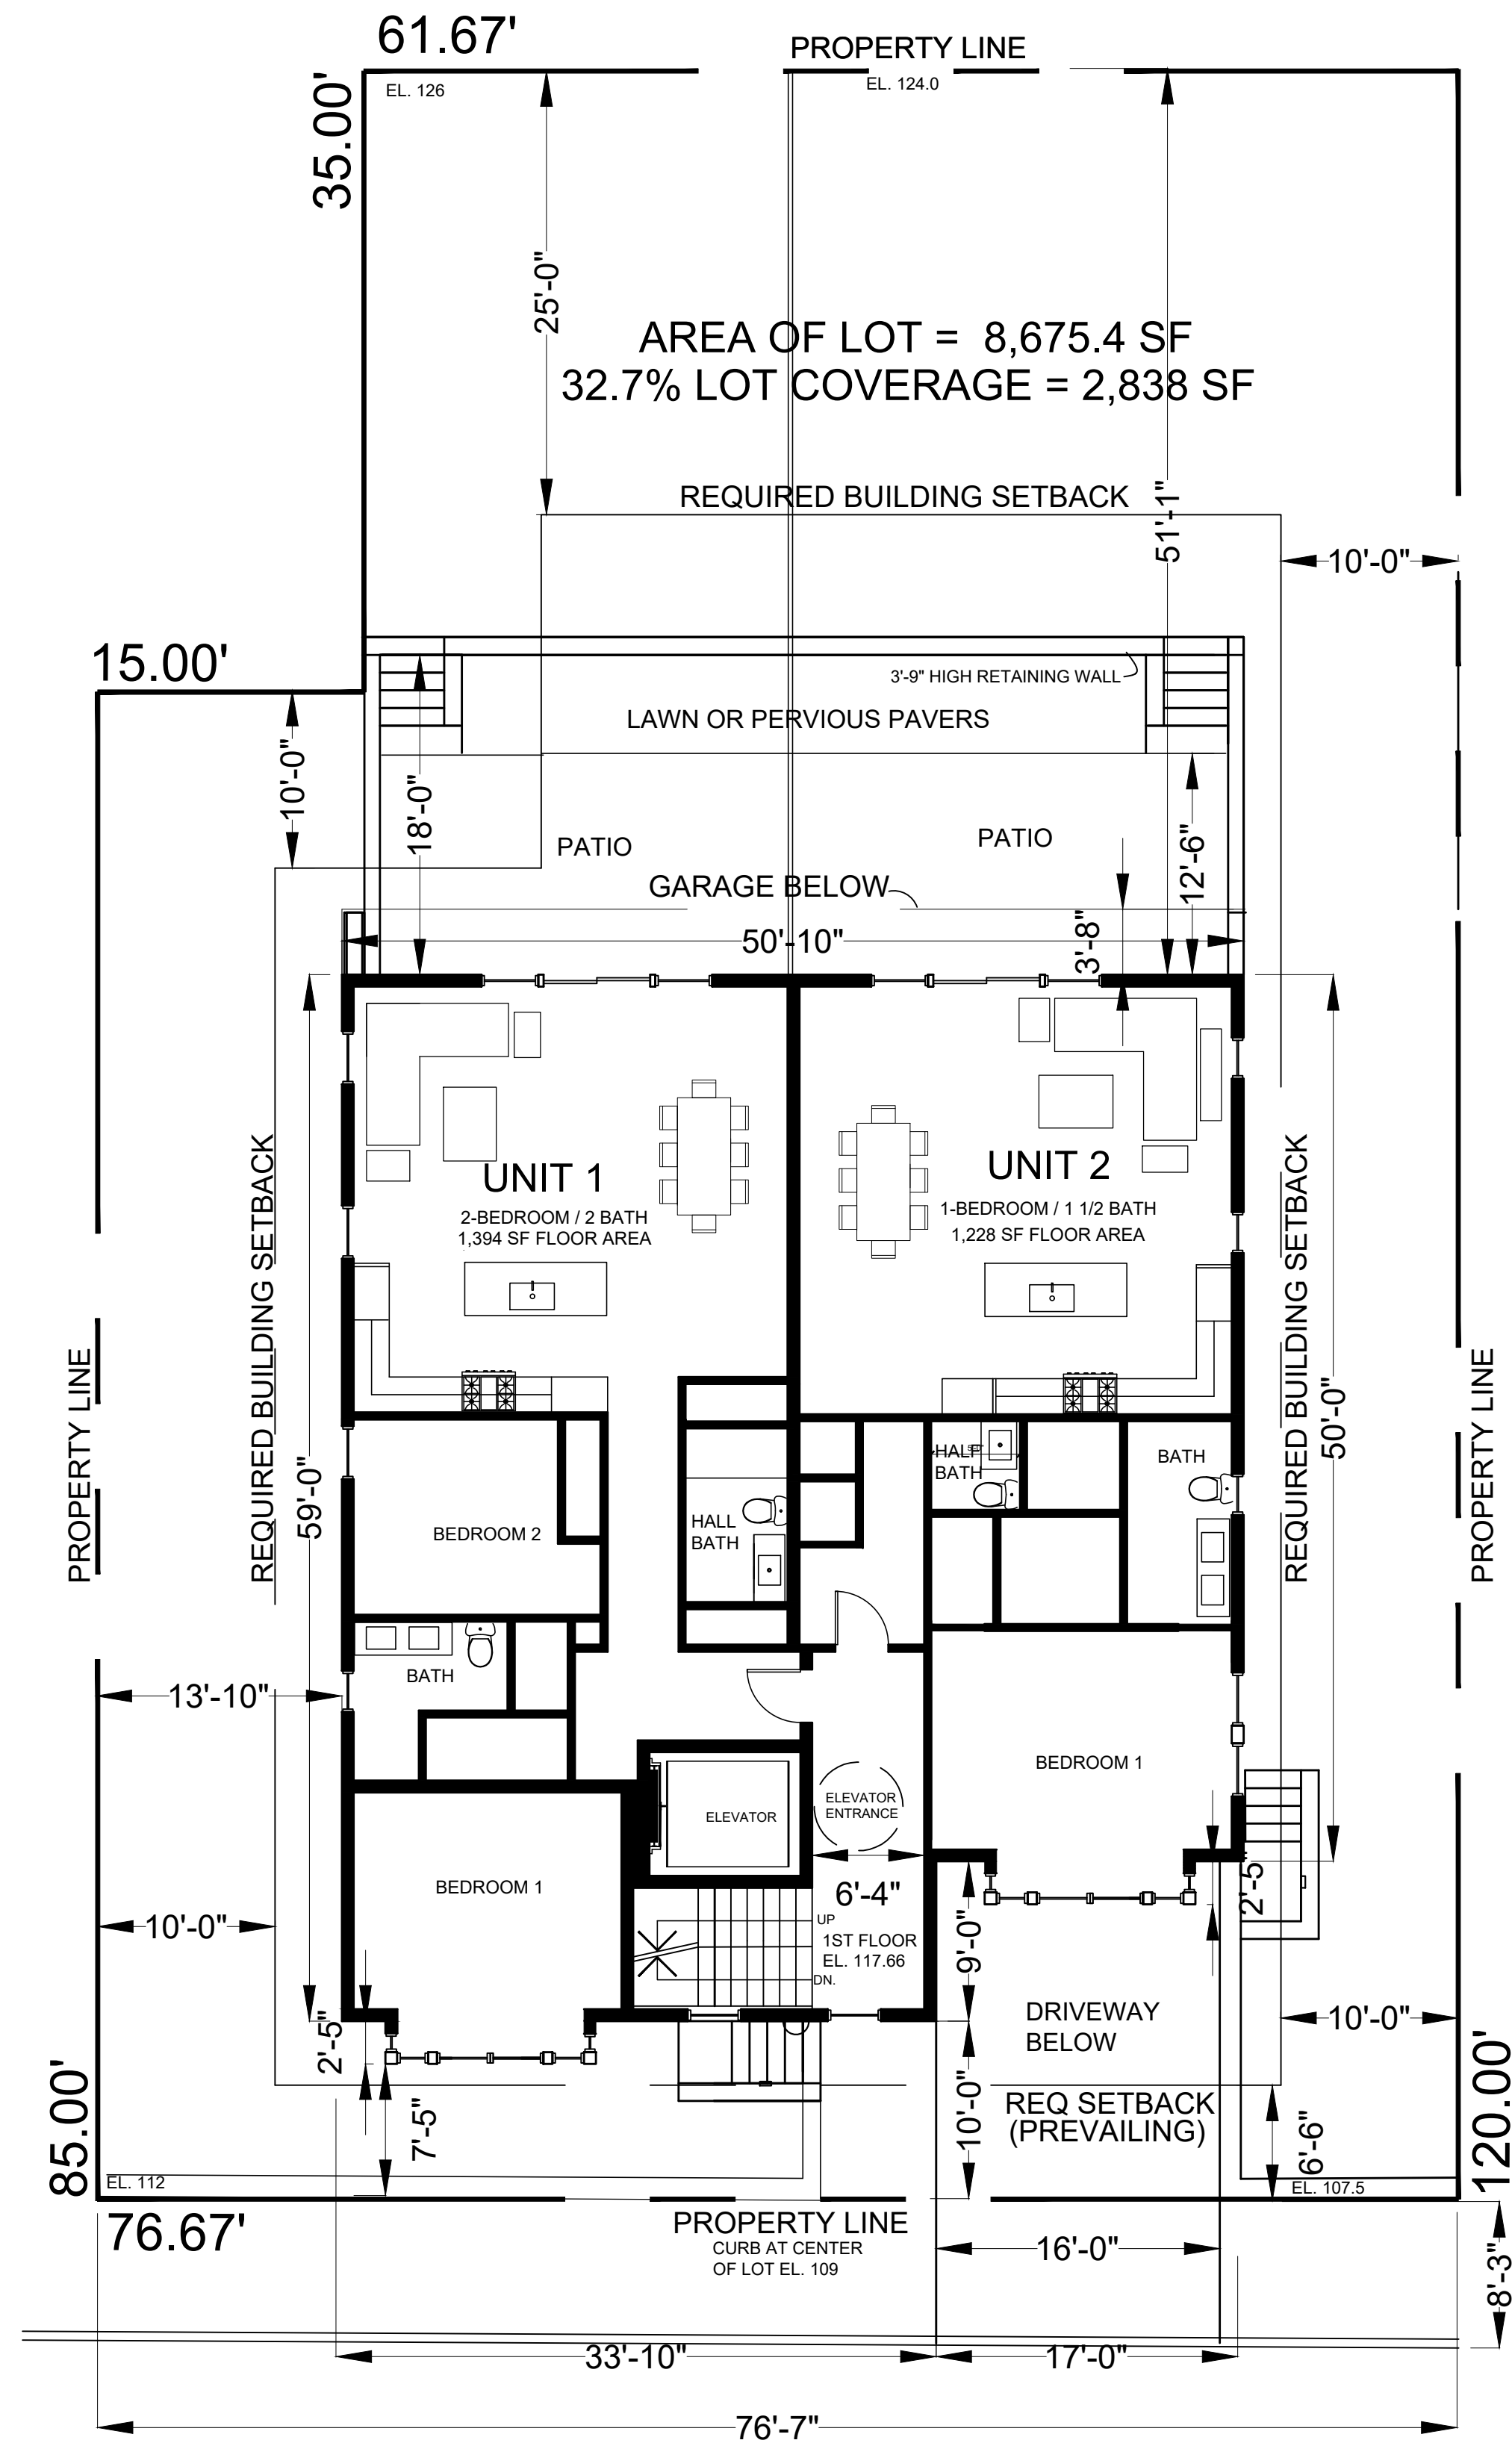 61.67'
PROPERTY LINE
EL. 126
EL. 124.0
35.00'
25'-0"
AREA OF LOT = 8,675.4 SF
32.7% LOT COVERAGE = 2,838 SF
REQUIRED BUILDING SETBACK
51'-1"
10'-0"
15.00'
3'-9" HIGH RETAINING WALL
LAWN OR PERVIOUS PAVERS
10'-0"
18'-0"
PATIO
PATIO
12'-6"
GARAGE BELOW
50'-10"
3'-8"
UNIT 1
2-BEDROOM / 2 BATH
1,394 SF FLOOR AREA
UNIT 2
1-BEDROOM / 1 1/2 BATH
1,228 SF FLOOR AREA
PROPERTY LINE
REQUIRED BUILDING SETBACK
59'-0"
REQUIRED BUILDING SETBACK
50'-0"
PROPERTY LINE
HALF
BATH
BATH
BEDROOM 2
HALL
BATH
BATH
13'-10"
BEDROOM 1
ELEVATOR
ELEVATOR
ENTRANCE
BEDROOM 1
6'-4"
2'-5"
10'-0"
UP
1ST FLOOR
EL. 117.66
DN.
9'-0"
DRIVEWAY
BELOW
10'-0"
2'-5"
85.00'
7'-5"
10'-0"
REQ SETBACK
(PREVAILING)
6'-6"
120.00'
EL. 112
EL. 107.5
76.67'
PROPERTY LINE
CURB AT CENTER
OF LOT EL. 109
16'-0"
8'-3"
33'-10"
17'-0"
76'-7"